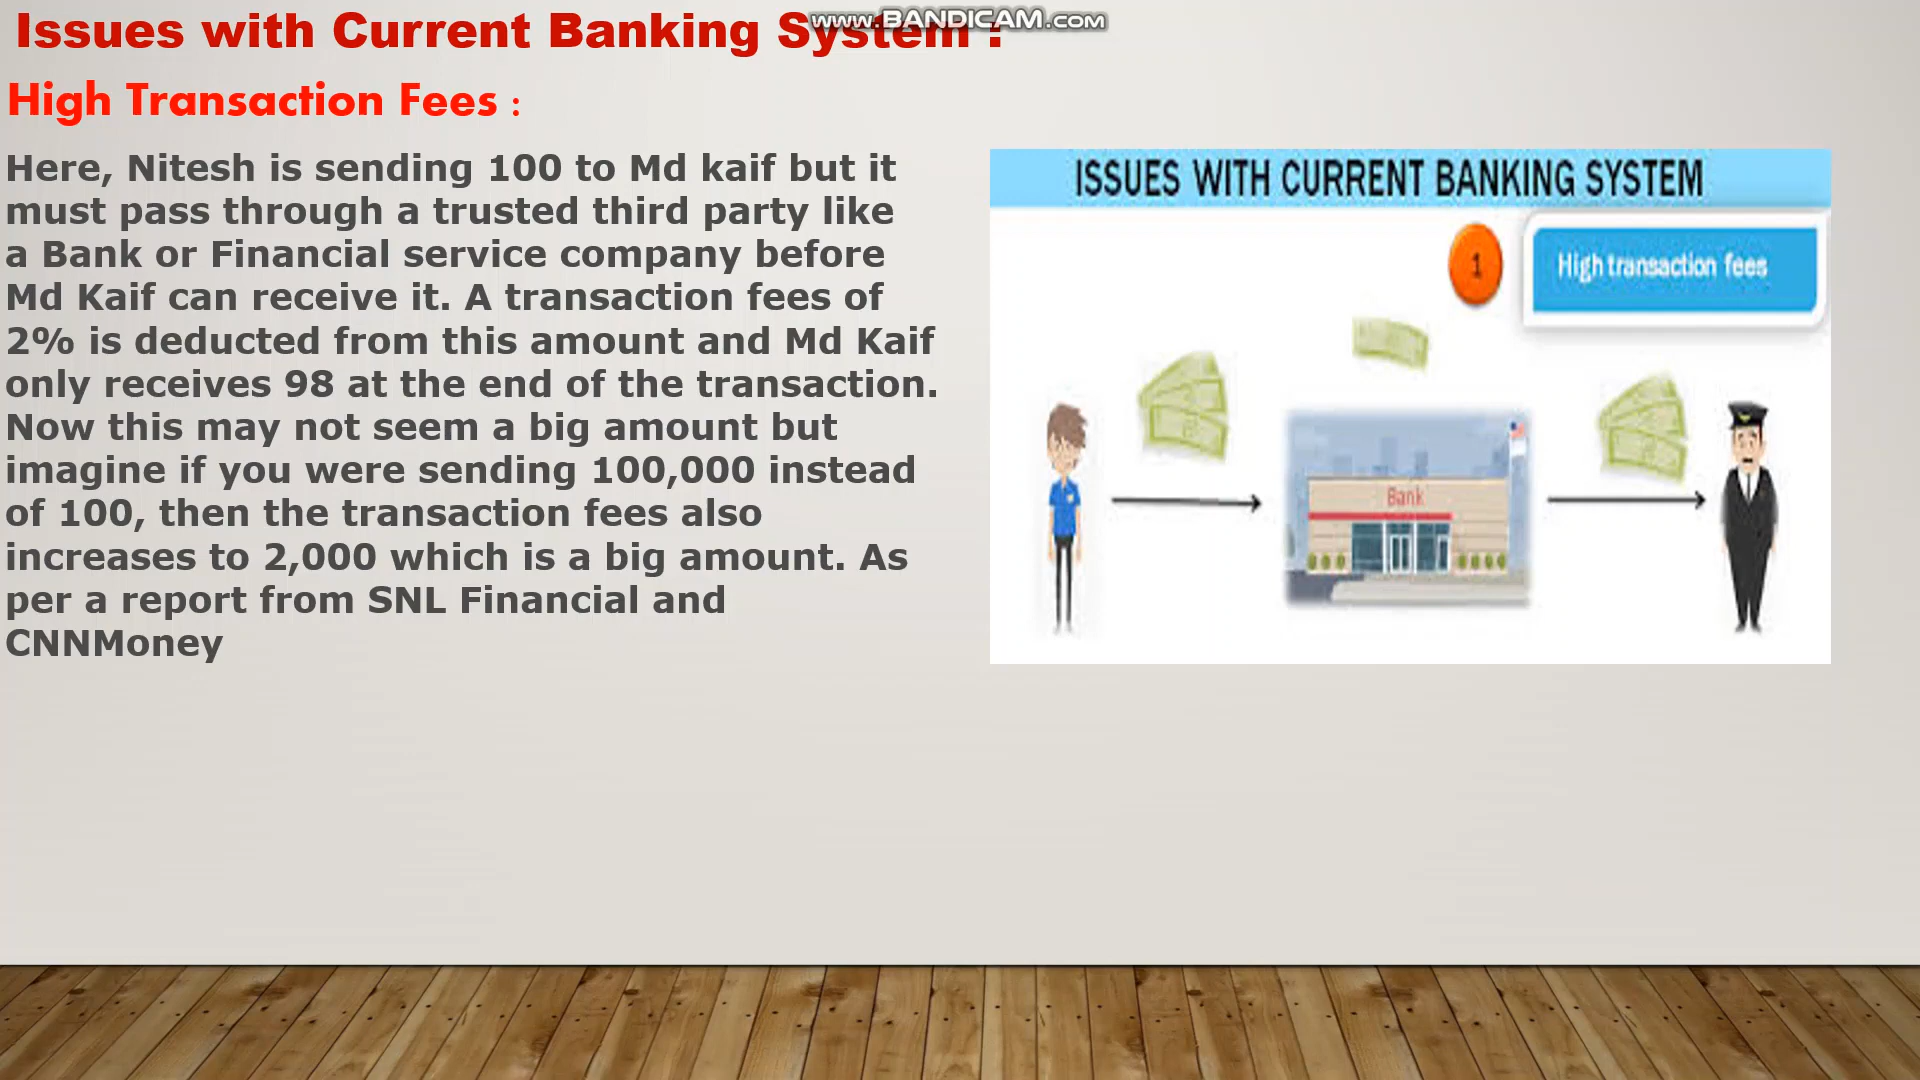 www.BANDICAM.com
Issues with Current Banking System :
High Transaction Fees :
Here, Nitesh is sending 100 to Md kaif but it
must pass through a trusted third party like
a Bank or Financial service company before
Md Kaif can receive it. A transaction fees of
2% is deducted from this amount and Md Kaif
only receives 98 at the end of the transaction.
Now this may not seem a big amount but
imagine if you were sending 100,000 instead
of 100, then the transaction fees also
increases to 2,000 which is a big amount. As
per a report from SNL Financial and
CNNMoney
ISSUES WITH CURRENT BANKING SYSTEM
1
High transaction fees
Bank